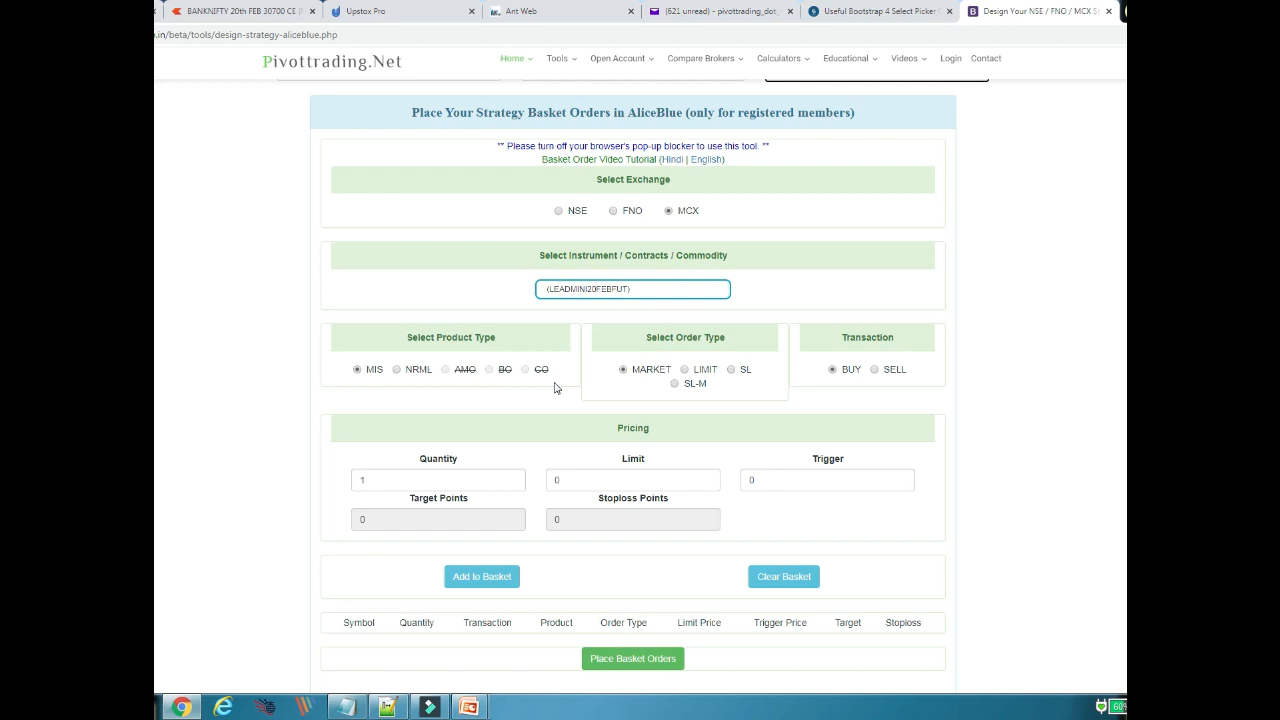 BANKNIFTY 20th FEB 30700 CE (
Upstox Pro
Ant Web
(621 unread) - pivottrading_dot_
Useful Bootstrap 4 Select Picker
Design Your NSE / FNO / MCX S
e.in/beta/tools/design-strategy-aliceblue.php
Pivottrading.Net
Home
Tools
Open Account
Compare Brokers
Calculators
Educational
Videos
Login
Contact
Place Your Strategy Basket Orders in AliceBlue (only for registered members)
** Please turn off your browser's pop-up blocker to use this tool. **
Basket Order Video Tutorial (Hindi | English)
Select Exchange
NSE FNO MCX
Select Instrument / Contracts / Commodity
(LEADMINI20FEBFUT)
Select Product Type
Select Order Type
Transaction
MIS NRML AMO BO CO
MARKET LIMIT SL
BUY SELL
SL-M
Pricing
Quantity Limit Trigger
1 0 0
Target Points Stoploss Points
0 0
Add to Basket Clear Basket
Symbol Quantity Transaction Product Order Type Limit Price Trigger Price Target Stoploss
Place Basket Orders